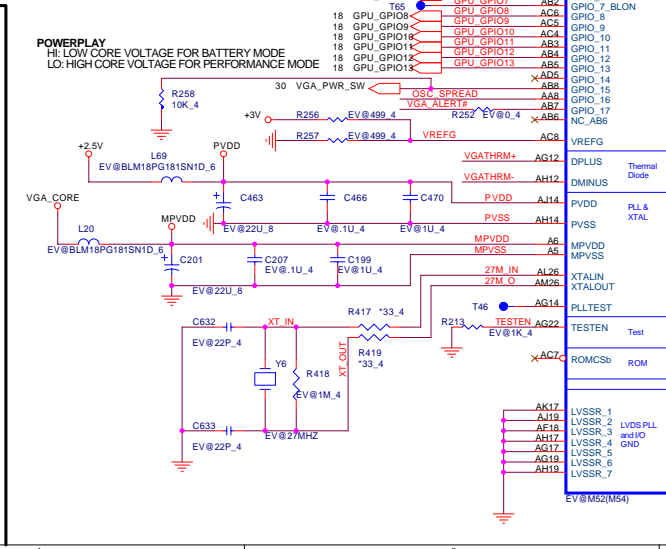 GPU_GPIO7
AB2
GPIO_7_BLON
T65
18 GPU_GPIO8
GPU_GPIO8
AC6
GPIO_8
18 GPU_GPIO9
GPU_GPIO9
AC5
GPIO_9
18 GPU_GPIO10
GPU_GPIO10
AC4
GPIO_10
18 GPU_GPIO11
GPU_GPIO11
AB3
GPIO_11
18 GPU_GPIO12
GPU_GPIO12
AB4
GPIO_12
18 GPU_GPIO13
GPU_GPIO13
AB5
GPIO_13
AD5
GPIO_14
POWERPLAY
HI: LOW CORE VOLTAGE FOR BATTERY MODE
LO: HIGH CORE VOLTAGE FOR PERFORMANCE MODE
30 VGA_PWR_SW
AB8
GPIO_15
OSC_SPREAD
AA8
GPIO_16
VGA_ALERT#
R252 EV@0_4
AB7
GPIO_17
AB6
NC_AB6
R258
10K_4
+3V
R256 EV@499_4
R257 EV@499_4
VREFG
AC8
VREFG
+2.5V
PVDD
L69
EV@BLM18PG181SN1D_6
VGATHRM+
AG12
DPLUS
VGATHRM-
AH12
DMINUS
Thermal
Diode
VGA_CORE
C463
EV@22U_8
C466
EV@.1U_4
C470
EV@1U_4
PVDD
AJ14
PVDD
PVSS
AH14
PVSS
PLL &
XTAL
MPVDD
L20
EV@BLM18PG181SN1D_6
MPVDD
A6
MPVDD
MPVSS
A5
MPVSS
C201
EV@22U_8
C207
EV@.1U_4
C199
EV@1U_4
27M_IN
AL26
XTALIN
27M_O
AM26
XTALOUT
T46
AG14
PLLTEST
R213
EV@1K_4
TESTEN
AG22
TESTEN
Test
C632
EV@22P_4
XT_IN
R417 *33_4
R419
*33_4
XT_OUT
Y6
EV@27MHZ
R418
EV@1M_4
AC7
ROMCSb
ROM
C633
EV@22P_4
AK17
LVSSR_1
AJ19
LVSSR_2
AF18
LVSSR_3
AH17
LVSSR_4
AG17
LVSSR_5
AG19
LVSSR_6
AH19
LVSSR_7
LVDS PLL
and I/O
GND
EV@M52(M54)